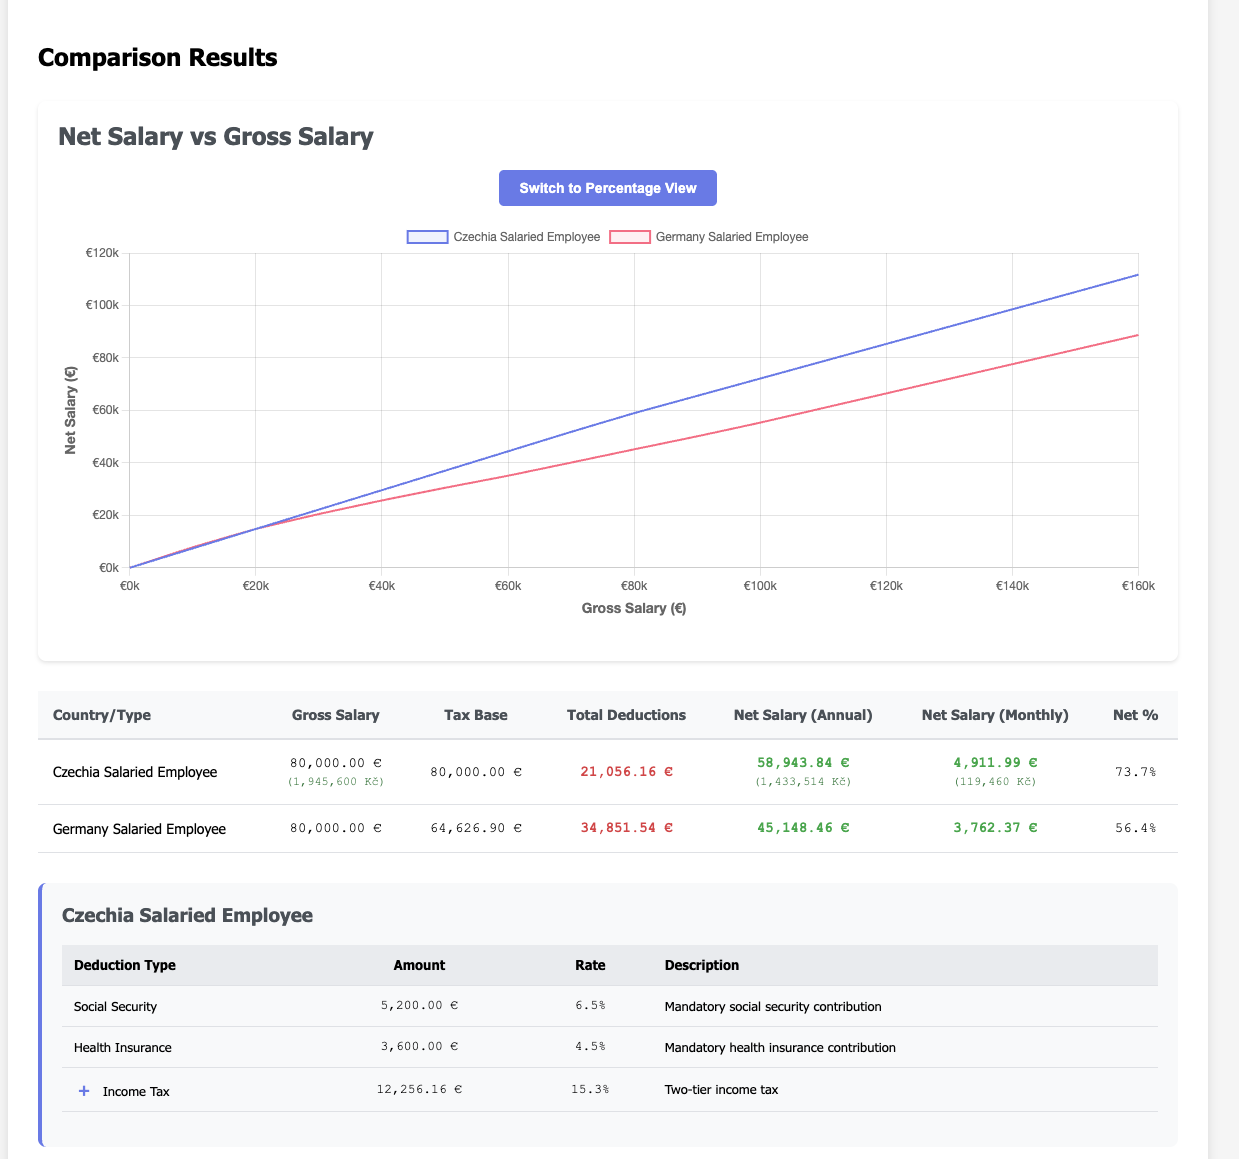 Comparison Results
Net Salary vs Gross Salary
Switch to Percentage View
Czechia Salaried Employee Germany Salaried Employee
€120k
€100k
€80k
€60k
€40k
€20k
€0k
Net Salary (€)
€0k €20k €40k €60k €80k €100k €120k €140k €160k
Gross Salary (€)
Country/Type Gross Salary Tax Base Total Deductions Net Salary (Annual) Net Salary (Monthly) Net %
Czechia Salaried Employee 80,000.00 € (1,945,600 Kč) 80,000.00 € 21,056.16 € 58,943.84 € (1,433,514 Kč) 4,911.99 € (119,460 Kč) 73.7%
Germany Salaried Employee 80,000.00 € 64,626.90 € 34,851.54 € 45,148.46 € 3,762.37 € 56.4%
Czechia Salaried Employee
Deduction Type Amount Rate Description
Social Security 5,200.00 € 6.5% Mandatory social security contribution
Health Insurance 3,600.00 € 4.5% Mandatory health insurance contribution
+ Income Tax 12,256.16 € 15.3% Two-tier income tax